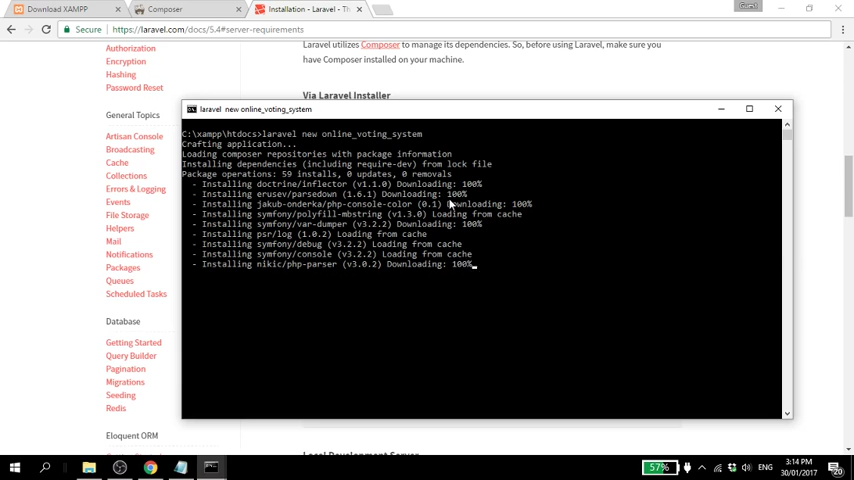 Download XAMPP
Composer
Installation - Laravel - Th
Guest
Secure
https://laravel.com/docs/5.4#server-requirements
Authorization
Encryption
Hashing
Password Reset
General Topics
Artisan Console
Broadcasting
Cache
Collections
Errors & Logging
Events
File Storage
Helpers
Mail
Notifications
Packages
Queues
Scheduled Tasks
Database
Getting Started
Query Builder
Pagination
Migrations
Seeding
Redis
Eloquent ORM
Laravel utilizes Composer to manage its dependencies. So, before using Laravel, make sure you
have Composer installed on your machine.
Via Laravel Installer
laravel new online_voting_system
C:\xampp\htdocs>laravel new online_voting_system
Crafting application...
Loading composer repositories with package information
Installing dependencies (including require-dev) from lock file
Package operations: 59 installs, 0 updates, 0 removals
- Installing doctrine/inflector (v1.1.0) Downloading: 100%
- Installing erusev/parsedown (1.6.1) Downloading: 100%
- Installing jakub-onderka/php-console-color (0.1) Downloading: 100%
- Installing symfony/polyfill-mbstring (v1.3.0) Loading from cache
- Installing symfony/var-dumper (v3.2.2) Downloading: 100%
- Installing psr/log (1.0.2) Loading from cache
- Installing symfony/debug (v3.2.2) Loading from cache
- Installing symfony/console (v3.2.2) Loading from cache
- Installing nikic/php-parser (v3.0.2) Downloading: 100%
Local Development Server
57%
ENG
3:14 PM
30/01/2017
20